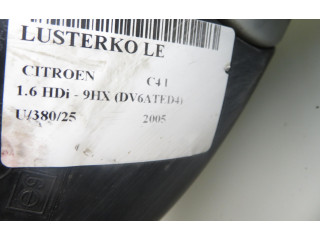 LUSTERKO LE
CITROEN C4 I
1.6 HDi - 9HX (DV6ATED4)
U/380/25 2005